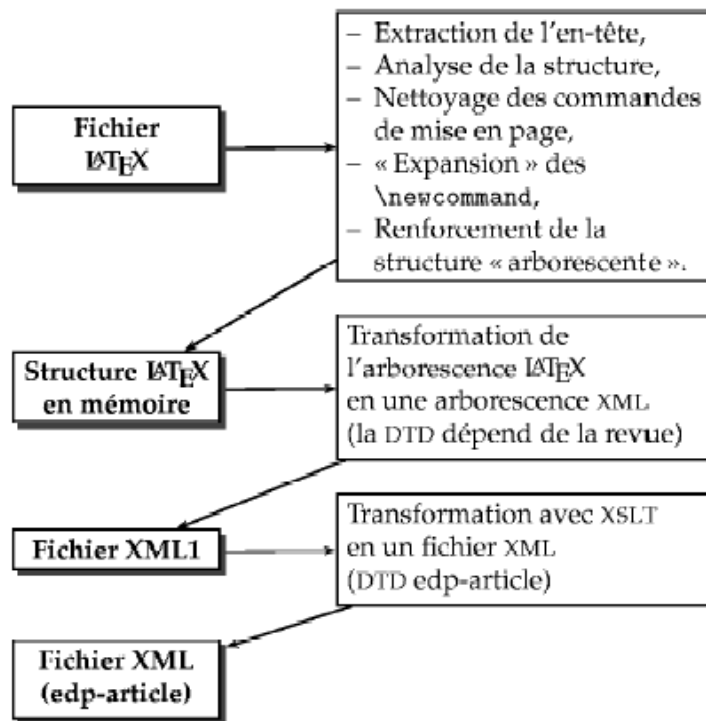 Fichier
LATEX
– Extraction de l'en-tête,
– Analyse de la structure,
– Nettoyage des commandes
de mise en page,
– « Expansion » des
\newcommand,
– Renforcement de la
structure « arborescente ».
Structure LATEX
en mémoire
Transformation de
l'arborescence LATEX
en une arborescence XML
(la DTD dépend de la revue)
Fichier XML1
Transformation avec XSLT
en un fichier XML
(DTD edp-article)
Fichier XML
(edp-article)